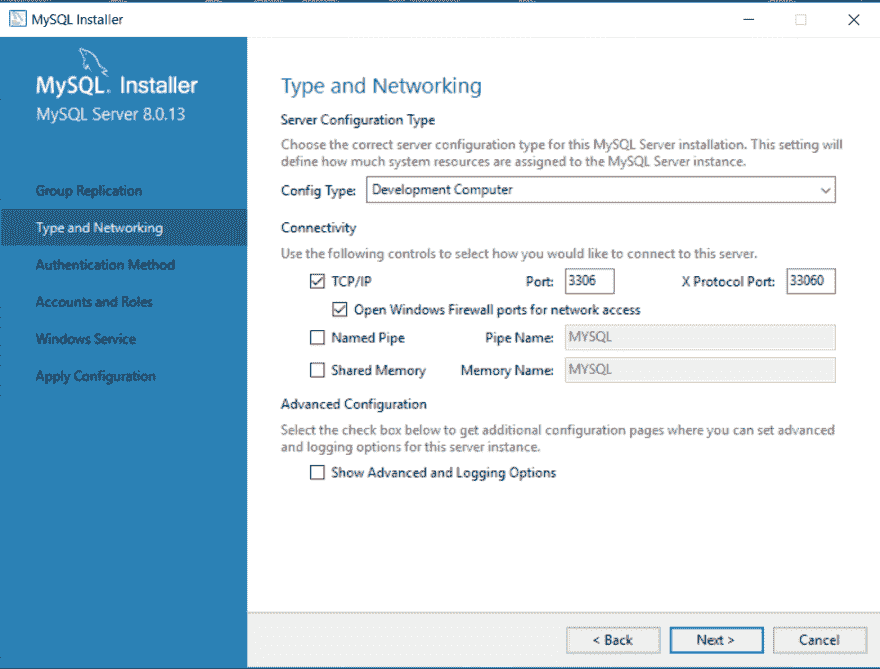 MySQL Installer
MySQL. Installer
MySQL Server 8.0.13
Group Replication
Type and Networking
Authentication Method
Accounts and Roles
Windows Service
Apply Configuration
Type and Networking
Server Configuration Type
Choose the correct server configuration type for this MySQL Server installation. This setting will
define how much system resources are assigned to the MySQL Server instance.
Config Type: Development Computer
Connectivity
Use the following controls to select how you would like to connect to this server.
TCP/IP Port: 3306 X Protocol Port: 33060
Open Windows Firewall ports for network access
Named Pipe Pipe Name: MYSQL
Shared Memory Memory Name: MYSQL
Advanced Configuration
Select the check box below to get additional configuration pages where you can set advanced
and logging options for this server instance.
Show Advanced and Logging Options
< Back Next > Cancel